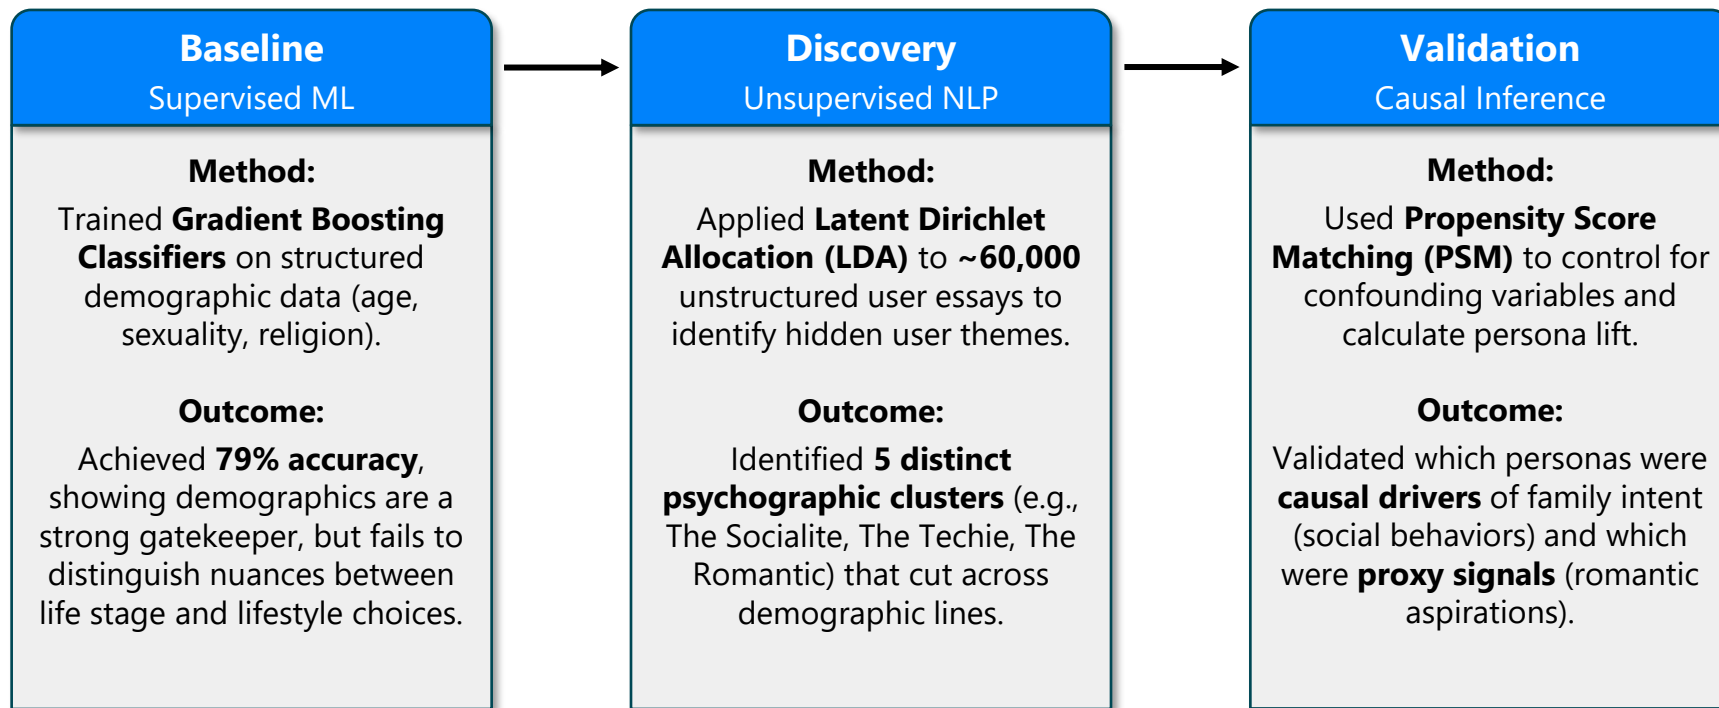 Baseline
Supervised ML
Method:
Trained Gradient Boosting
Classifiers on structured
demographic data (age,
sexuality, religion).
Outcome:
Achieved 79% accuracy,
showing demographics are a
strong gatekeeper, but fails to
distinguish nuances between
life stage and lifestyle choices.
Discovery
Unsupervised NLP
Method:
Applied Latent Dirichlet
Allocation (LDA) to ~60,000
unstructured user essays to
identify hidden user themes.
Outcome:
Identified 5 distinct
psychographic clusters (e.g.,
The Socialite, The Techie, The
Romantic) that cut across
demographic lines.
Validation
Causal Inference
Method:
Used Propensity Score
Matching (PSM) to control for
confounding variables and
calculate persona lift.
Outcome:
Validated which personas were
causal drivers of family intent
(social behaviors) and which
were proxy signals (romantic
aspirations).